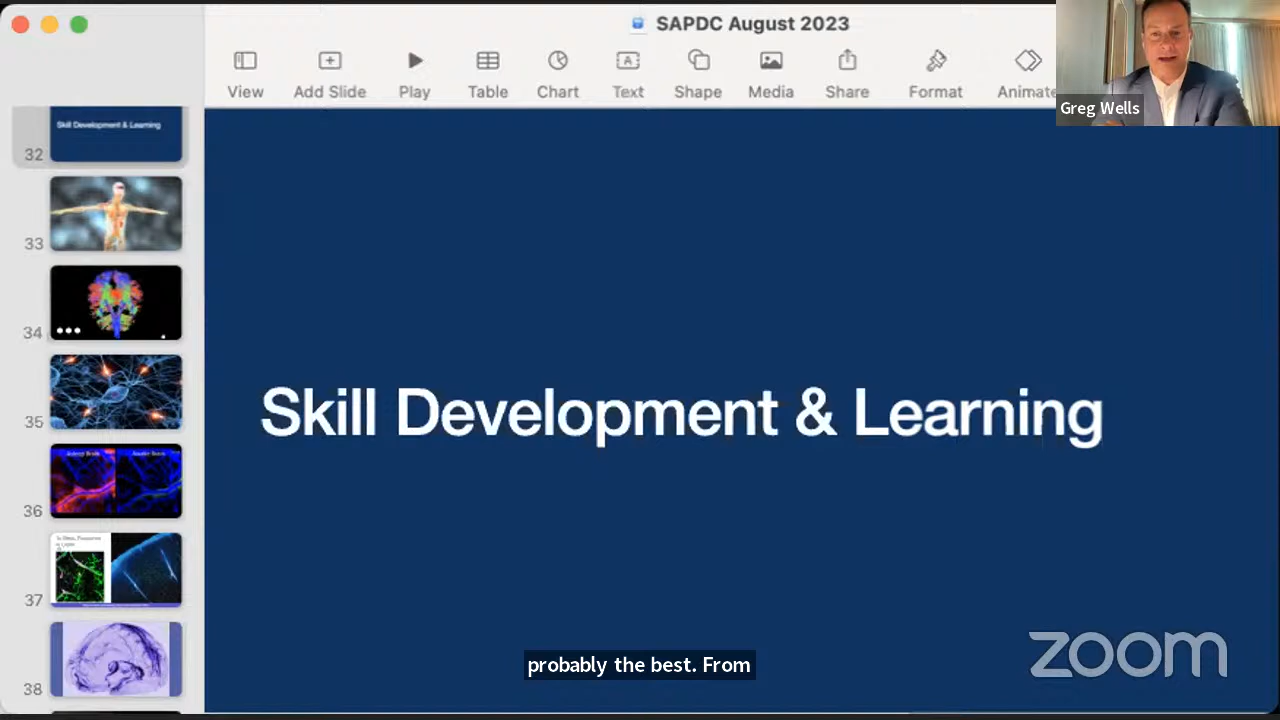 SAPDC August 2023
View
Add Slide
Play
Table
Chart
Text
Shape
Media
Share
Format
Animate
Greg Wells
Skill Development & Learning
32
33
34
35
36
37
38
Skill Development & Learning
probably the best. From
zoom